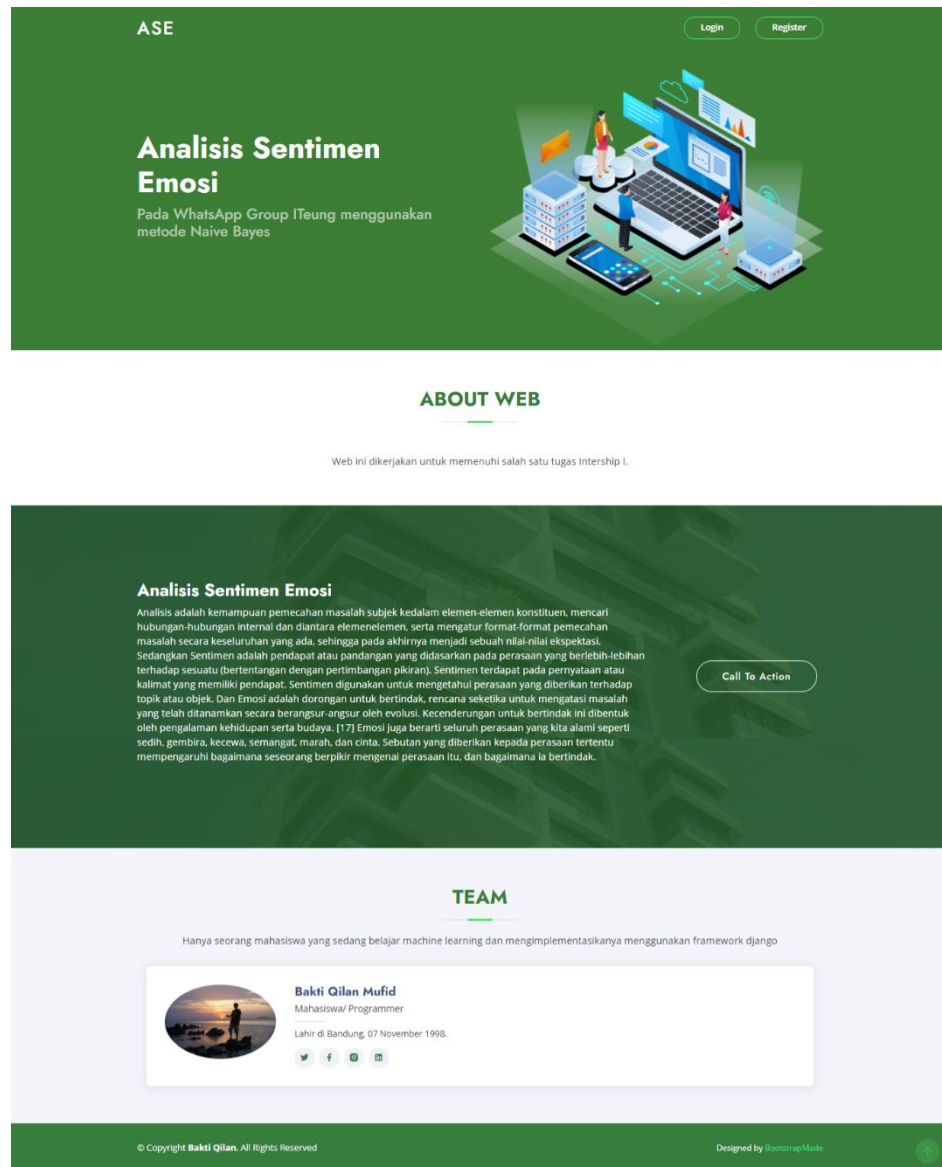 ASE
Login
Register
Analisis Sentimen
Emosi
Pada WhatsApp Group ITeung menggunakan
metode Naive Bayes
ABOUT WEB
Web ini dikerjakan untuk memenuhi salah satu tugas Intership I.
Analisis Sentimen Emosi
Analisis adalah kemampuan pemecahan masalah subjek kedalam elemen-elemen konstituen, mencari
hubungan-hubungan internal dan diantara elemenelemen, serta mengatur format-format pemecahan
masalah secara keseluruhan yang ada, sehingga pada akhirnya menjadi sebuah nilai-nilai ekspektasi.
Sedangkan Sentimen adalah pendapat atau pandangan yang didasarkan pada perasaan yang berlebih-lebihan
terhadap sesuatu (bertentangan dengan pertimbangan pikiran). Sentimen terdapat pada pernyataan atau
kalimat yang memiliki pendapat. Sentimen digunakan untuk mengetahui perasaan yang diberikan terhadap
topik atau objek. Dan Emosi adalah dorongan untuk bertindak, rencana seketika untuk mengatasi masalah
yang telah ditanamkan secara berangsur-angsur oleh evolusi. Kecenderungan untuk bertindak ini dibentuk
oleh pengalaman kehidupan serta budaya. [17] Emosi juga berarti seluruh perasaan yang kita alami seperti
sedih, gembira, kecewa, semangat, marah, dan cinta. Sebutan yang diberikan kepada perasaan tertentu
mempengaruhi bagaimana seseorang berpikir mengenai perasaan itu, dan bagaimana ia bertindak.
Call To Action
TEAM
Hanya seorang mahasiswa yang sedang belajar machine learning dan mengimplementasikanya menggunakan framework django
Bakti Qilan Mufid
Mahasiswa/ Programmer
Lahir di Bandung, 07 November 1998.
© Copyright Bakti Qilan. All Rights Reserved
Designed by BootstrapMade